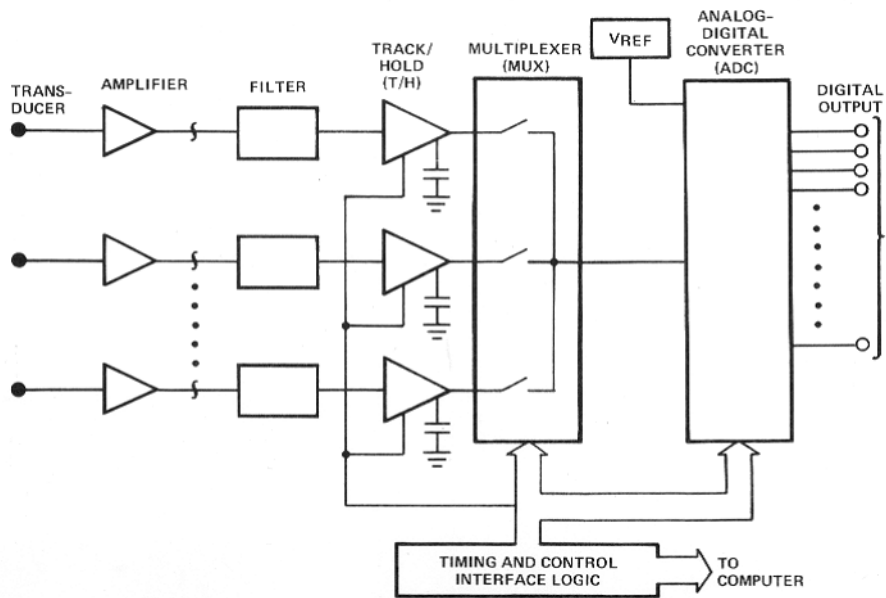 TRANS-
DUCER
AMPLIFIER
FILTER
TRACK/
HOLD
(T/H)
MULTIPLEXER
(MUX)
VREF
ANALOG-
DIGITAL
CONVERTER
(ADC)
DIGITAL
OUTPUT
TIMING AND CONTROL
INTERFACE LOGIC
TO
COMPUTER